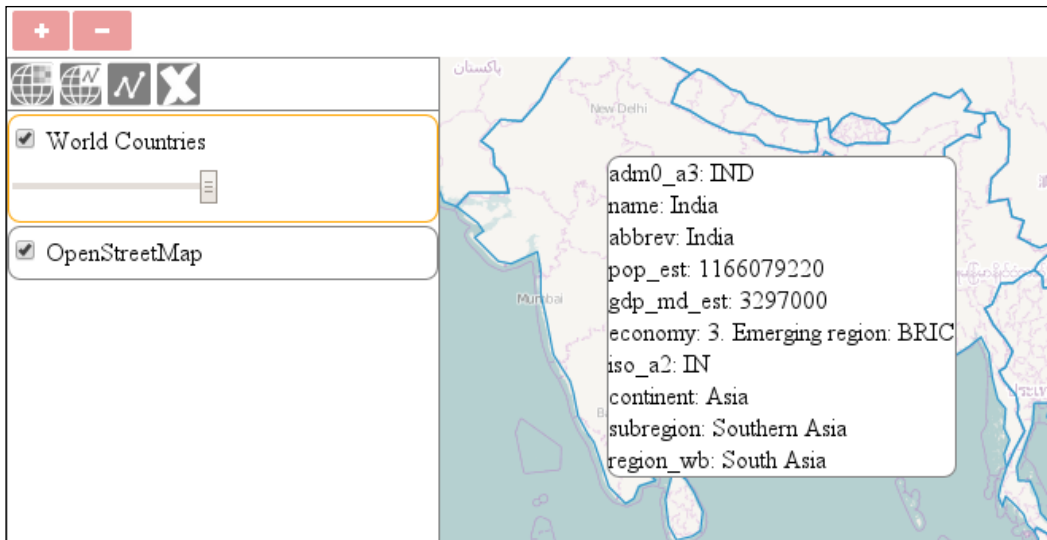 + −
پاکستان
New Delhi
World Countries
adm0_a3: IND
name: India
abbrev: India
OpenStreetMap
pop_est: 1166079220
Mumbai
gdp_md_est: 3297000
economy: 3. Emerging region: BRIC
iso_a2: IN
continent: Asia
subregion: Southern Asia
region_wb: South Asia